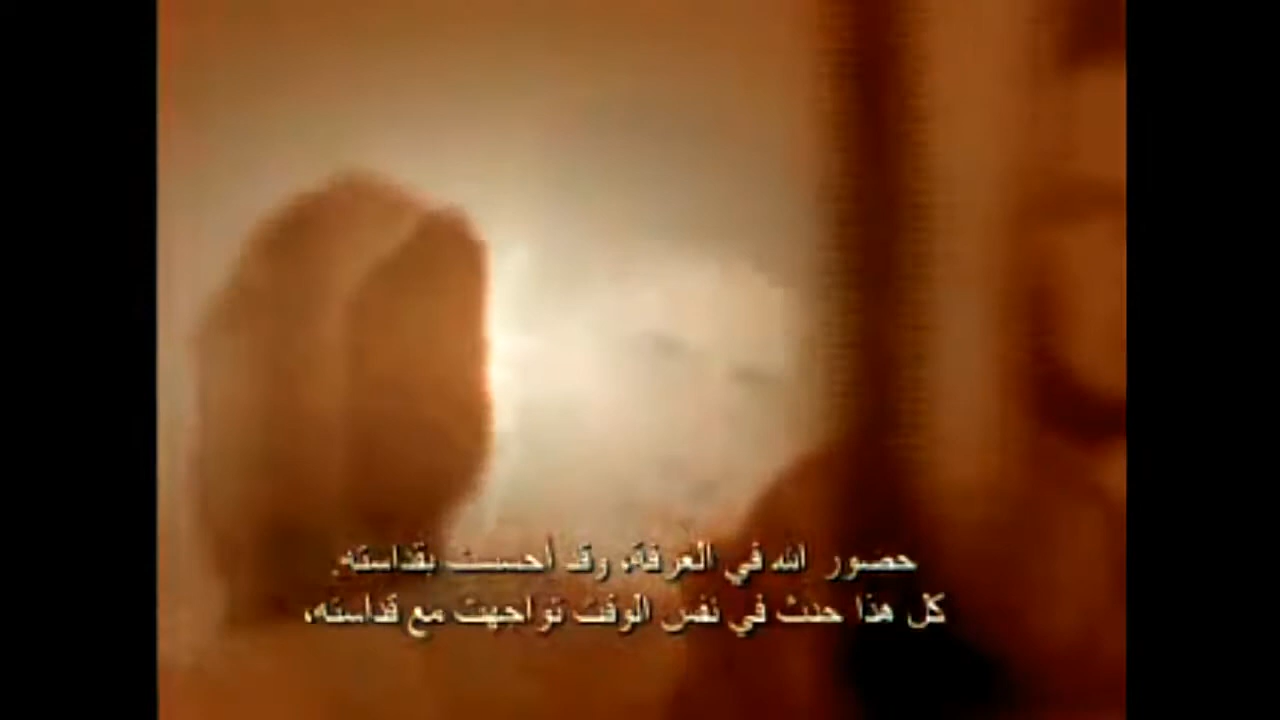 حضور الله في الغرفة، وقد أحسست بقداسته.
كل هذا حدث في نفس الوقت تواجهت مع قداسته،